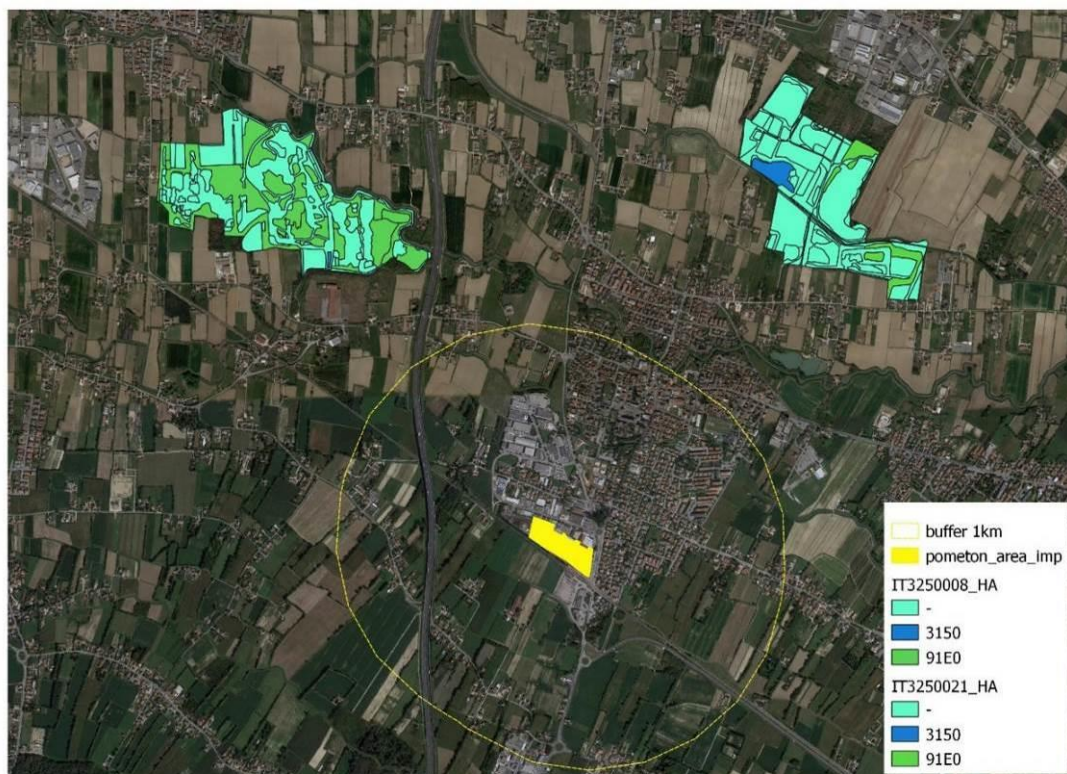 buffer 1km
pometon_area_imp
IT3250008_HA
-
3150
91E0
IT3250021_HA
-
3150
91E0